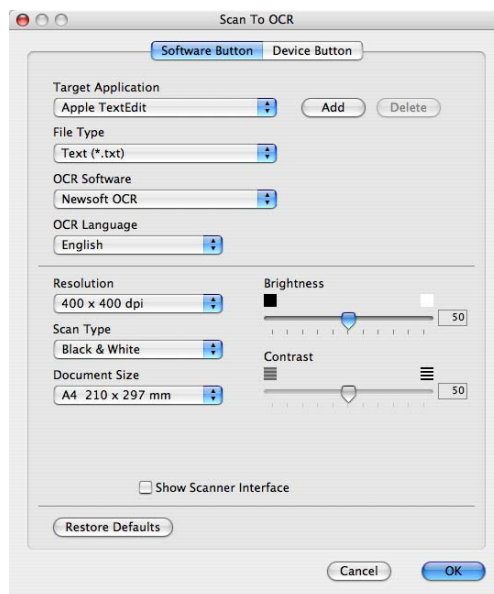 Scan To OCR
Software Button Device Button
Target Application
Apple TextEdit Add Delete
File Type
Text (*.txt)
OCR Software
Newsoft OCR
OCR Language
English
Resolution Brightness
400 x 400 dpi 50
Scan Type
Black & White
Contrast
Document Size
A4 210 x 297 mm 50
Show Scanner Interface
Restore Defaults
Cancel OK